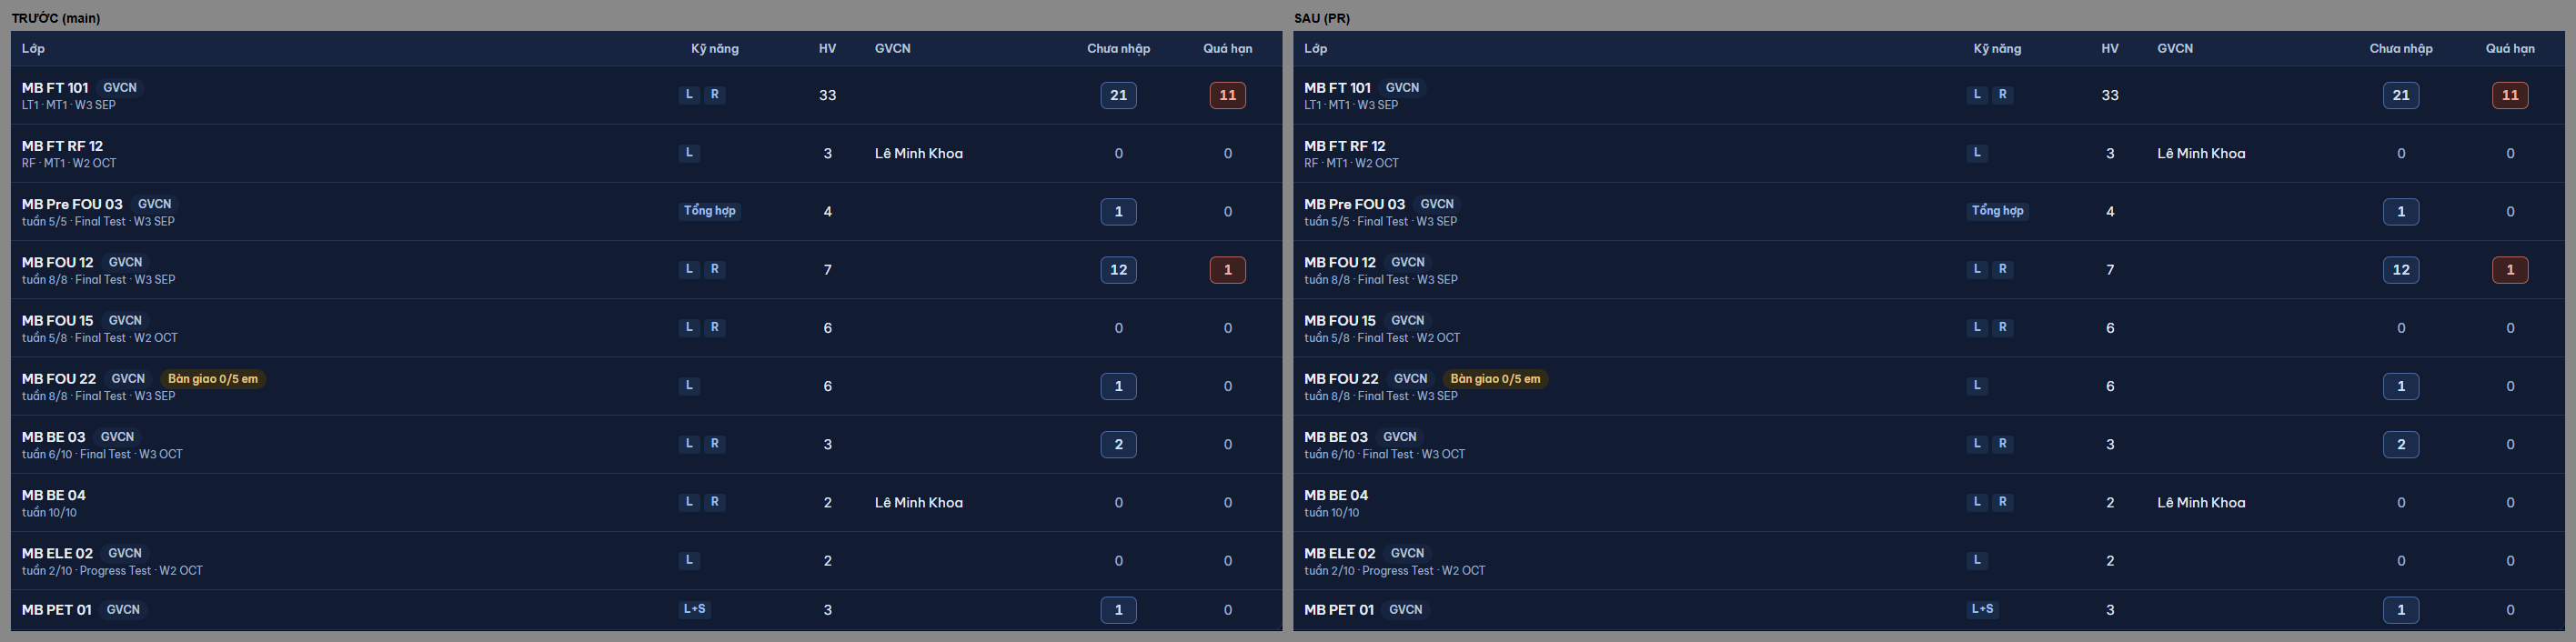 TRƯỚC (main)
Lớp Kỹ năng HV GVCN Chưa nhập Quá hạn
MB FT 101 GVCN L R 33 21 11
LT1 · MT1 · W3 SEP
MB FT RF 12 L 3 Lê Minh Khoa 0 0
RF · MT1 · W2 OCT
MB Pre FOU 03 GVCN Tổng hợp 4 1 0
tuần 5/5 · Final Test · W3 SEP
MB FOU 12 GVCN L R 7 12 1
tuần 8/8 · Final Test · W3 SEP
MB FOU 15 GVCN L R 6 0 0
tuần 5/8 · Final Test · W2 OCT
MB FOU 22 GVCN Bàn giao 0/5 em L 6 1 0
tuần 8/8 · Final Test · W3 SEP
MB BE 03 GVCN L R 3 2 0
tuần 6/10 · Final Test · W3 OCT
MB BE 04 L R 2 Lê Minh Khoa 0 0
tuần 10/10
MB ELE 02 GVCN L 2 0 0
tuần 2/10 · Progress Test · W2 OCT
MB PET 01 GVCN L+S 3 1 0
SAU (PR)
Lớp Kỹ năng HV GVCN Chưa nhập Quá hạn
MB FT 101 GVCN L R 33 21 11
LT1 · MT1 · W3 SEP
MB FT RF 12 L 3 Lê Minh Khoa 0 0
RF · MT1 · W2 OCT
MB Pre FOU 03 GVCN Tổng hợp 4 1 0
tuần 5/5 · Final Test · W3 SEP
MB FOU 12 GVCN L R 7 12 1
tuần 8/8 · Final Test · W3 SEP
MB FOU 15 GVCN L R 6 0 0
tuần 5/8 · Final Test · W2 OCT
MB FOU 22 GVCN Bàn giao 0/5 em L 6 1 0
tuần 8/8 · Final Test · W3 SEP
MB BE 03 GVCN L R 3 2 0
tuần 6/10 · Final Test · W3 OCT
MB BE 04 L R 2 Lê Minh Khoa 0 0
tuần 10/10
MB ELE 02 GVCN L 2 0 0
tuần 2/10 · Progress Test · W2 OCT
MB PET 01 GVCN L+S 3 1 0